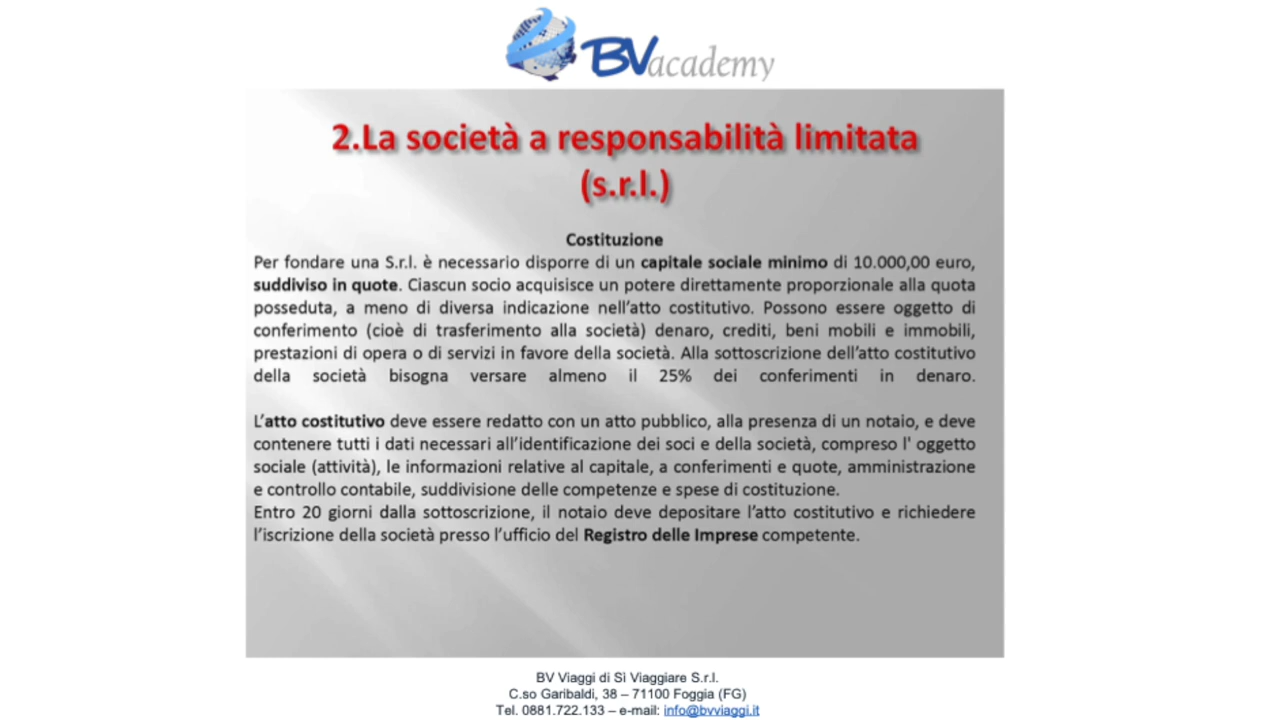 BVacademy
2.La società a responsabilità limitata
(s.r.l.)
Costituzione
Per fondare una S.r.l. è necessario disporre di un capitale sociale minimo di 10.000,00 euro,
suddiviso in quote. Ciascun socio acquisisce un potere direttamente proporzionale alla quota
posseduta, a meno di diversa indicazione nell'atto costitutivo. Possono essere oggetto di
conferimento (cioè di trasferimento alla società) denaro, crediti, beni mobili e immobili,
prestazioni di opera o di servizi in favore della società. Alla sottoscrizione dell'atto costitutivo
della società bisogna versare almeno il 25% dei conferimenti in denaro.
L'atto costitutivo deve essere redatto con un atto pubblico, alla presenza di un notaio, e deve
contenere tutti i dati necessari all'identificazione dei soci e della società, compreso l' oggetto
sociale (attività), le informazioni relative al capitale, a conferimenti e quote, amministrazione
e controllo contabile, suddivisione delle competenze e spese di costituzione.
Entro 20 giorni dalla sottoscrizione, il notaio deve depositare l'atto costitutivo e richiedere
l'iscrizione della società presso l'ufficio del Registro delle Imprese competente.
BV Viaggi di Sì Viaggiare S.r.l.
C.so Garibaldi, 38 – 71100 Foggia (FG)
Tel. 0881.722.133 – e-mail: info@bvviaggi.it